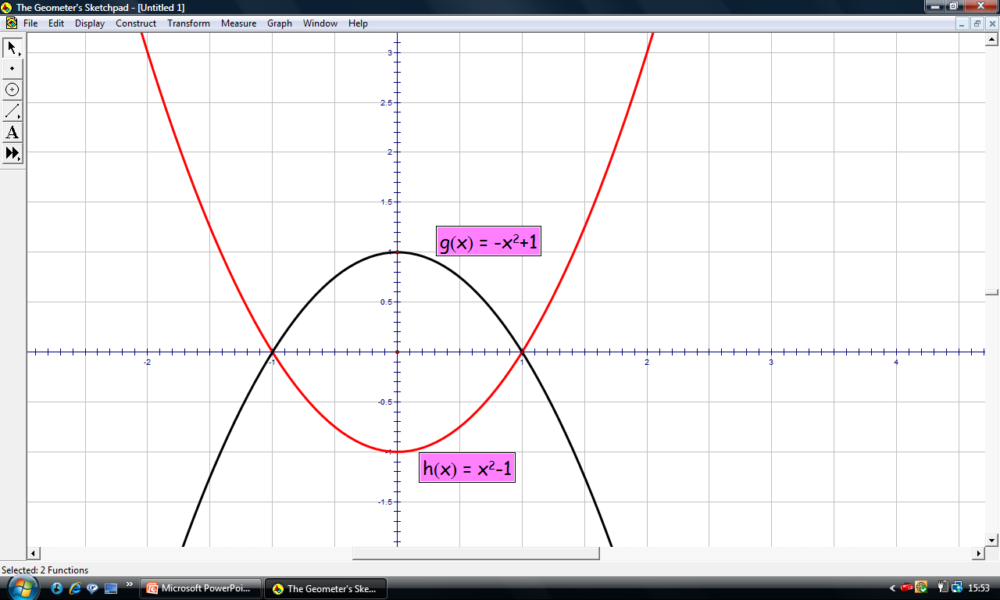 The Geometer's Sketchpad - [Untitled 1]
File Edit Display Construct Transform Measure Graph Window Help
A
3
2.5
2
1.5
g(x) = -x²+1
1
0.5
-2 -1 1 2 3 4
-0.5
-1
h(x) = x²-1
-1.5
Selected: 2 Functions
Microsoft PowerPoi... The Geometer's Ske... 15:53